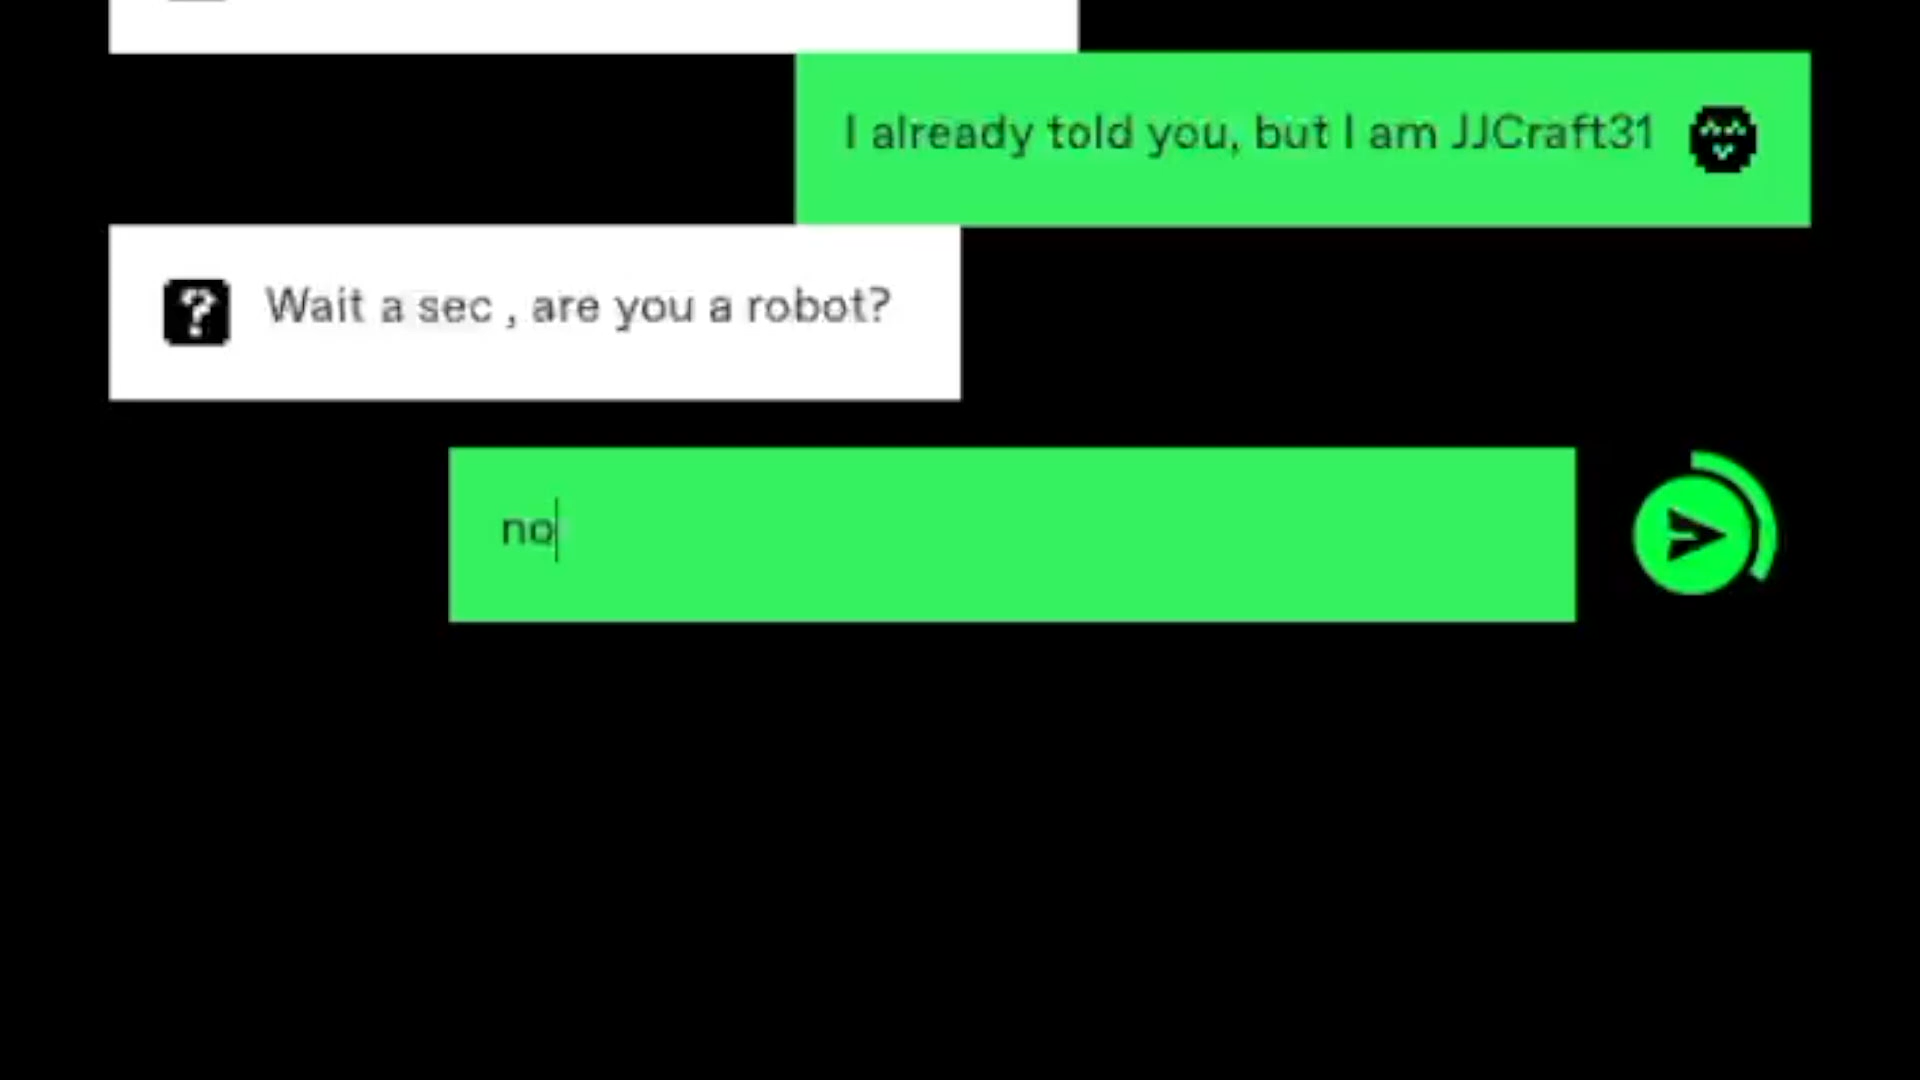 I already told you, but I am JJCraft31
Wait a sec , are you a robot?
no